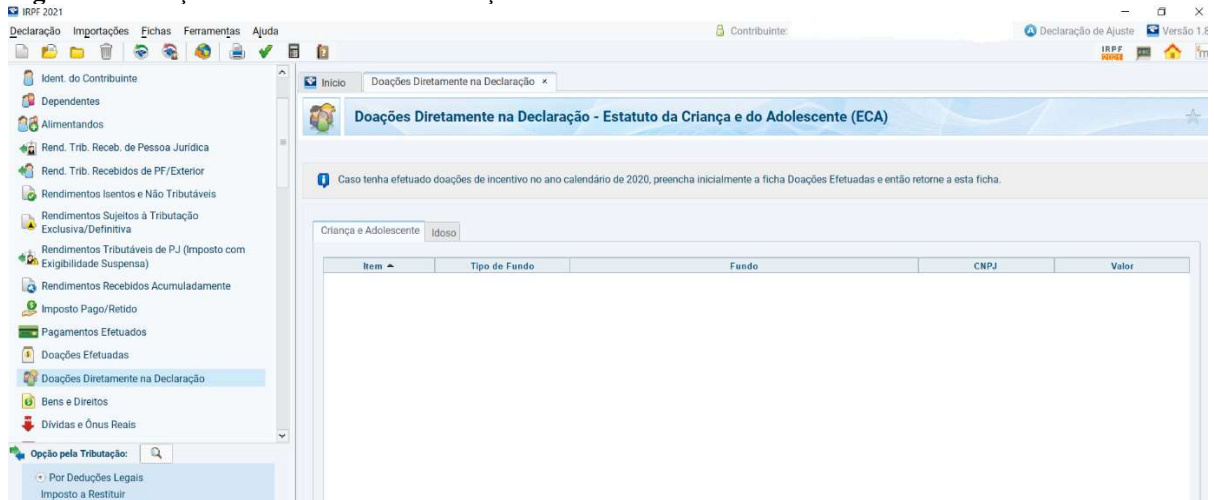 IRPF 2021
Declaração Importações Fichas Ferramentas Ajuda
Contribuinte:
Declaração de Ajuste
Versão 1.8
IRPF
Ident. do Contribuinte
Dependentes
Alimentandos
Rend. Trib. Receb. de Pessoa Jurídica
Rend. Trib. Recebidos de PF/Exterior
Rendimentos Isentos e Não Tributáveis
Rendimentos Sujeitos à Tributação
Exclusiva/Definitiva
Rendimentos Tributáveis de PJ (Imposto com
Exigibilidade Suspensa)
Rendimentos Recebidos Acumuladamente
Imposto Pago/Retido
Pagamentos Efetuados
Doações Efetuadas
Doações Diretamente na Declaração
Bens e Direitos
Dívidas e Ônus Reais
Opção pela Tributação:
Por Deduções Legais
Imposto a Restituir
Início
Doações Diretamente na Declaração ×
Doações Diretamente na Declaração - Estatuto da Criança e do Adolescente (ECA)
Caso tenha efetuado doações de incentivo no ano calendário de 2020, preencha inicialmente a ficha Doações Efetuadas e então retorne a esta ficha.
Criança e Adolescente Idoso
Item Tipo de Fundo Fundo CNPJ Valor